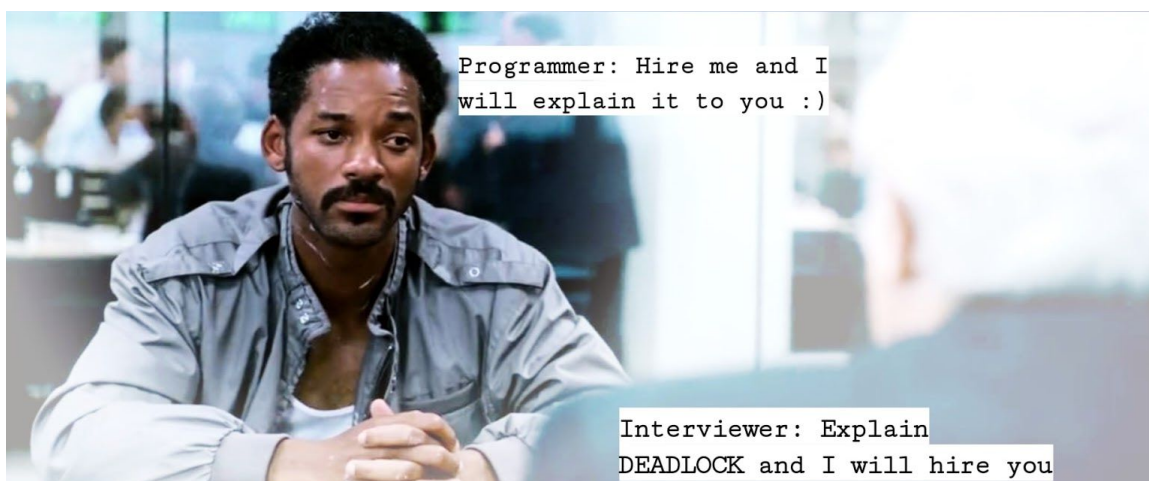 Programmer: Hire me and I
will explain it to you :)
Interviewer: Explain
DEADLOCK and I will hire you